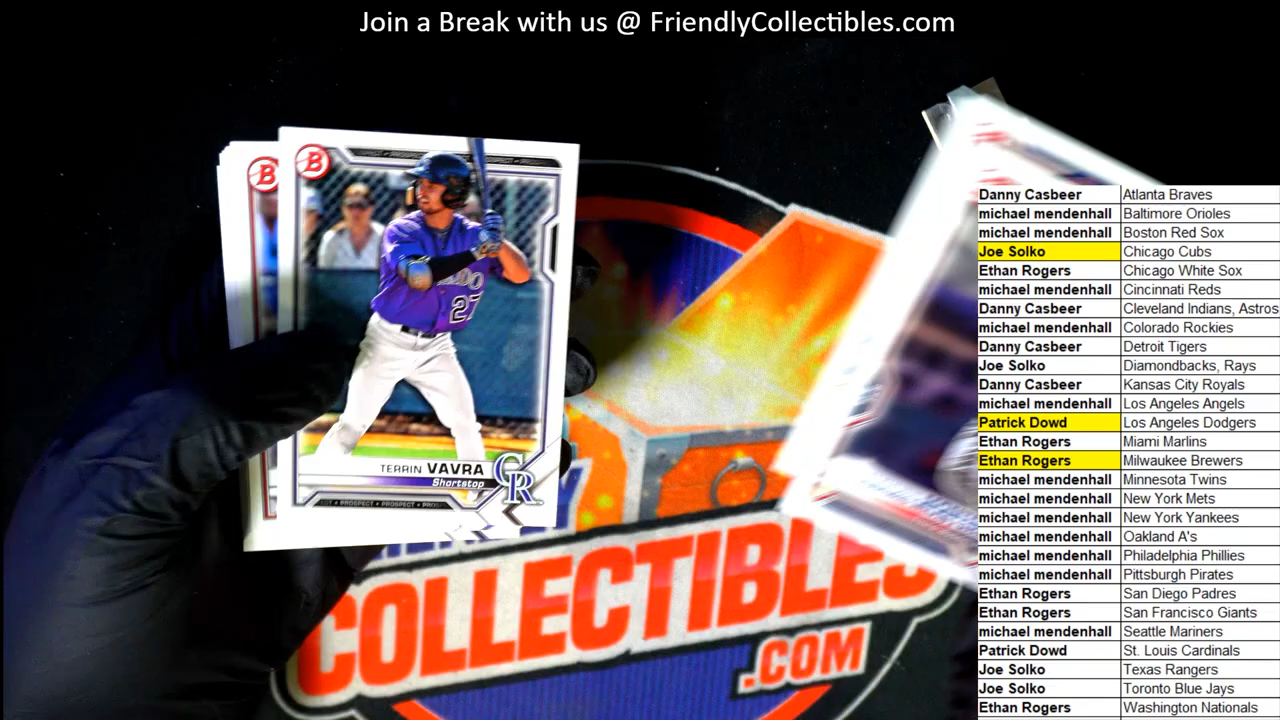 Join a Break with us @ FriendlyCollectibles.com
B
B
27
TERRIN VAVRA
Shortstop
CR
PROSPECT • PROSPECT
COLLECTIBLES
.COM
Danny Casbeer Atlanta Braves
michael mendenhall Baltimore Orioles
michael mendenhall Boston Red Sox
Joe Solko Chicago Cubs
Ethan Rogers Chicago White Sox
michael mendenhall Cincinnati Reds
Danny Casbeer Cleveland Indians, Astros
michael mendenhall Colorado Rockies
Danny Casbeer Detroit Tigers
Joe Solko Diamondbacks, Rays
Danny Casbeer Kansas City Royals
michael mendenhall Los Angeles Angels
Patrick Dowd Los Angeles Dodgers
Ethan Rogers Miami Marlins
Ethan Rogers Milwaukee Brewers
michael mendenhall Minnesota Twins
michael mendenhall New York Mets
michael mendenhall New York Yankees
michael mendenhall Oakland A's
michael mendenhall Philadelphia Phillies
michael mendenhall Pittsburgh Pirates
Ethan Rogers San Diego Padres
Ethan Rogers San Francisco Giants
michael mendenhall Seattle Mariners
Patrick Dowd St. Louis Cardinals
Joe Solko Texas Rangers
Joe Solko Toronto Blue Jays
Ethan Rogers Washington Nationals